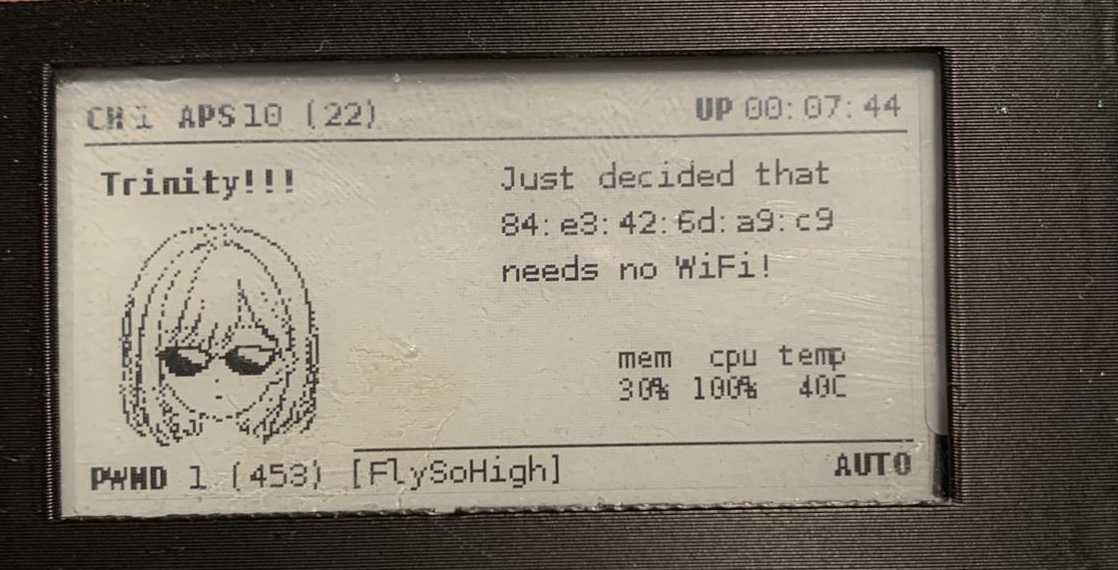 CH 1 APS 10 (22) UP 00:07:44
Trinity!!!
Just decided that
84:e3:42:6d:a9:c9
needs no WiFi!
mem cpu temp
30% 100% 40C
PWND 1 (453) [FlySoHigh] AUTO